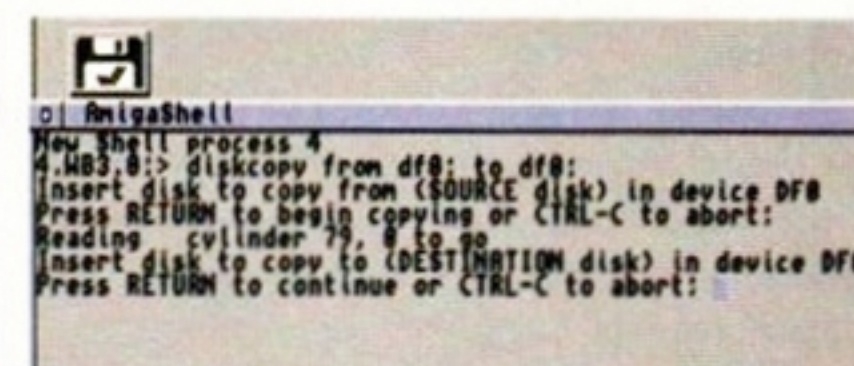 AmigaShell
New Shell process 4
4.WB3.0:> diskcopy from df0: to df0:
Insert disk to copy from (SOURCE disk) in device DF0
Press RETURN to begin copying or CTRL-C to abort:
Reading cylinder 79, 0 to go
Insert disk to copy to (DESTINATION disk) in device DF0
Press RETURN to continue or CTRL-C to abort: